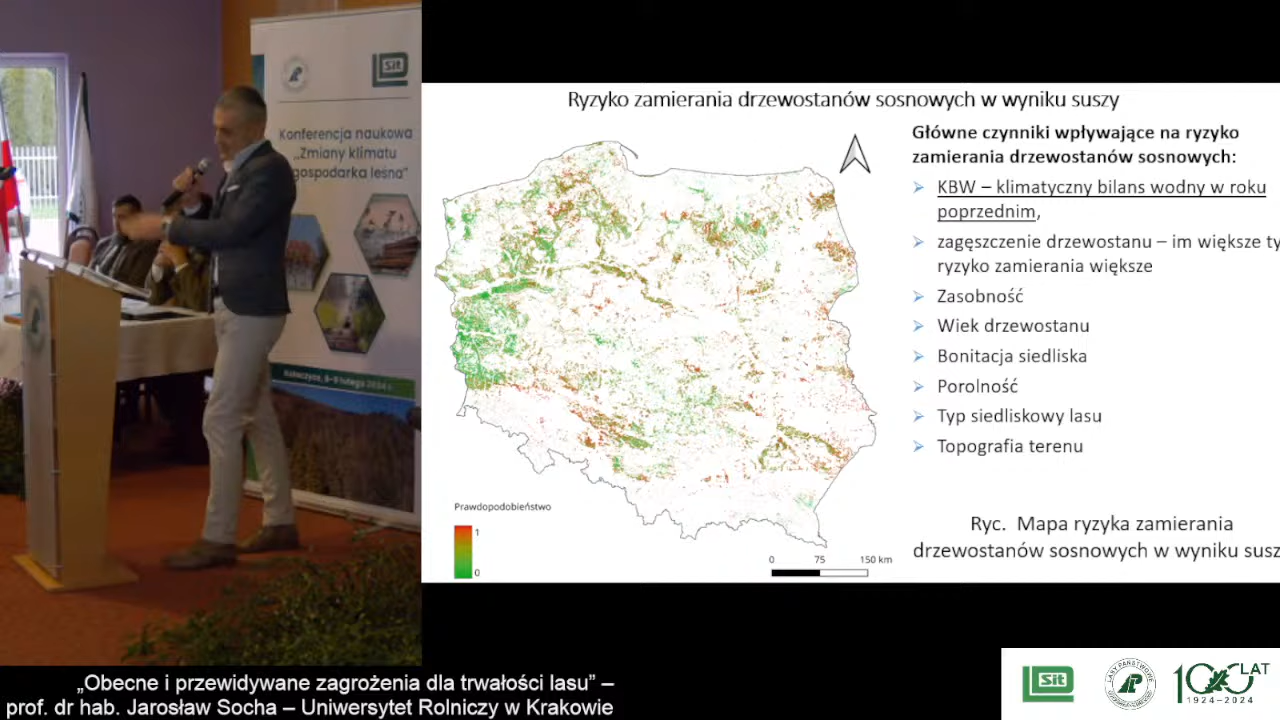 Sit
Konferencja naukowa
„Zmiany klimatu
gospodarka leśna"
Ryzyko zamierania drzewostanów sosnowych w wyniku suszy
Główne czynniki wpływające na ryzyko
zamierania drzewostanów sosnowych:
KBW – klimatyczny bilans wodny w roku
poprzednim,
zagęszczenie drzewostanu – im większe ty
ryzyko zamierania większe
Zasobność
Wiek drzewostanu
Bonitacja siedliska
Porolność
Typ siedliskowy lasu
Topografia terenu
Prawdopodobieństwo
1
0
0 75 150 km
Ryc. Mapa ryzyka zamierania
drzewostanów sosnowych w wyniku susz
„Obecne i przewidywane zagrożenia dla trwałości lasu” –
prof. dr hab. Jarosław Socha – Uniwersytet Rolniczy w Krakowie
Sit
LASY PAŃSTWOWE
100 LAT
1924–2024